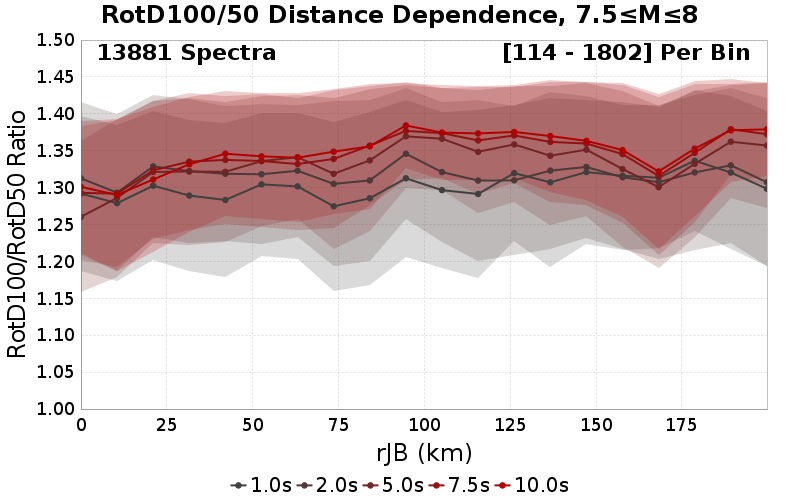 RotD100/50 Distance Dependence, 7.5≤M≤8
13881 Spectra
[114 - 1802] Per Bin
RotD100/RotD50 Ratio
1.50
1.45
1.40
1.35
1.30
1.25
1.20
1.15
1.10
1.05
1.00
0 25 50 75 100 125 150 175
rJB (km)
1.0s 2.0s 5.0s 7.5s 10.0s